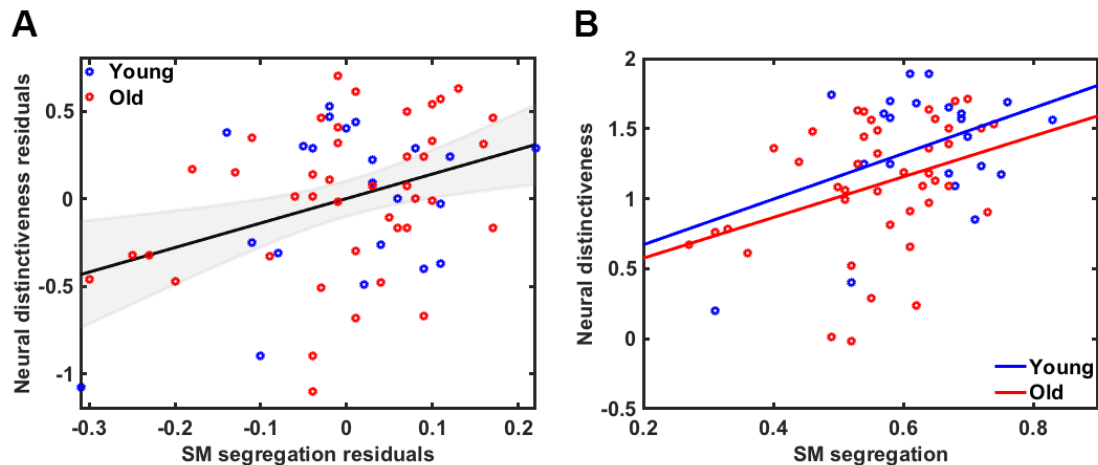 A
Neural distinctiveness residuals
Young
Old
0.5
0
-0.5
-1
-0.3
-0.2
-0.1
0
0.1
0.2
SM segregation residuals
B
Neural distinctiveness
2
1.5
1
0.5
0
-0.5
0.2
0.4
0.6
0.8
SM segregation
Young
Old